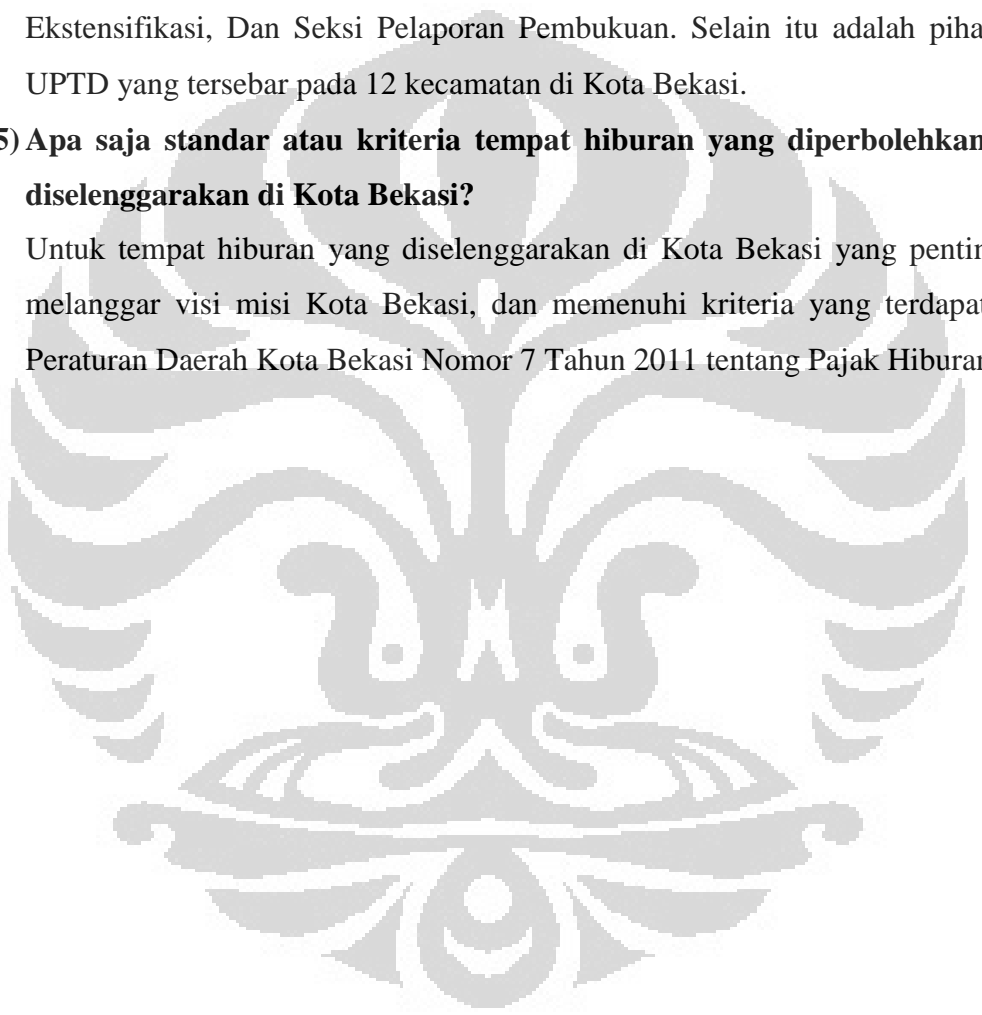 Ekstensifikasi, Dan Seksi Pelaporan Pembukuan. Selain itu adalah piha
UPTD yang tersebar pada 12 kecamatan di Kota Bekasi.
5) Apa saja standar atau kriteria tempat hiburan yang diperbolehkan
diselenggarakan di Kota Bekasi?
Untuk tempat hiburan yang diselenggarakan di Kota Bekasi yang pentin
melanggar visi misi Kota Bekasi, dan memenuhi kriteria yang terdapat
Peraturan Daerah Kota Bekasi Nomor 7 Tahun 2011 tentang Pajak Hiburan